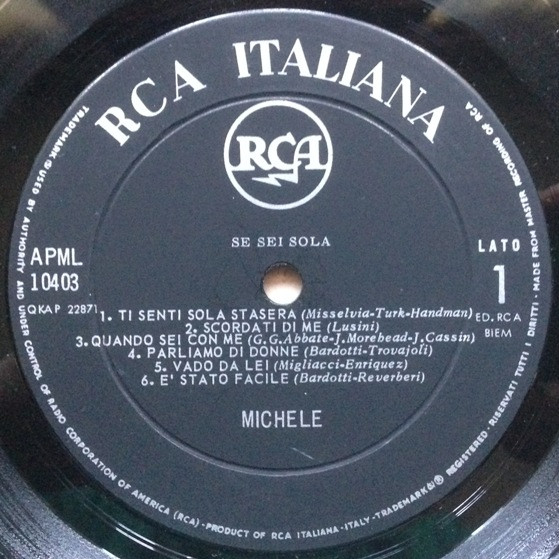 RCA ITALIANA
RCA
SE SEI SOLA
APML
10403
QKAP 22871
LATO
1
ED. RCA
BIEM
1. TI SENTI SOLA STASERA (Misselvia-Turk-Handman)
2. SCORDATI DI ME (Lusini)
3. QUANDO SEI CON ME (G.G.Abbate-J.Morebead-J.Cassin)
4. PARLIAMO DI DONNE (Bardotti-Trovajoli)
5. VADO DA LEI (Migliacci-Enriquez)
6. E' STATO FACILE (Bardotti-Reverberi)
MICHELE
TRADEMARK ® USED BY AUTHORITY AND UNDER CONTROL OF RADIO CORPORATION OF AMERICA (RCA) - PRODUCT OF RCA ITALIANA - ITALY - TRADEMARK(S) ® REGISTERED - RISERVATI TUTTI I DIRITTI - MADE FROM MASTER RECORDING OF RCA